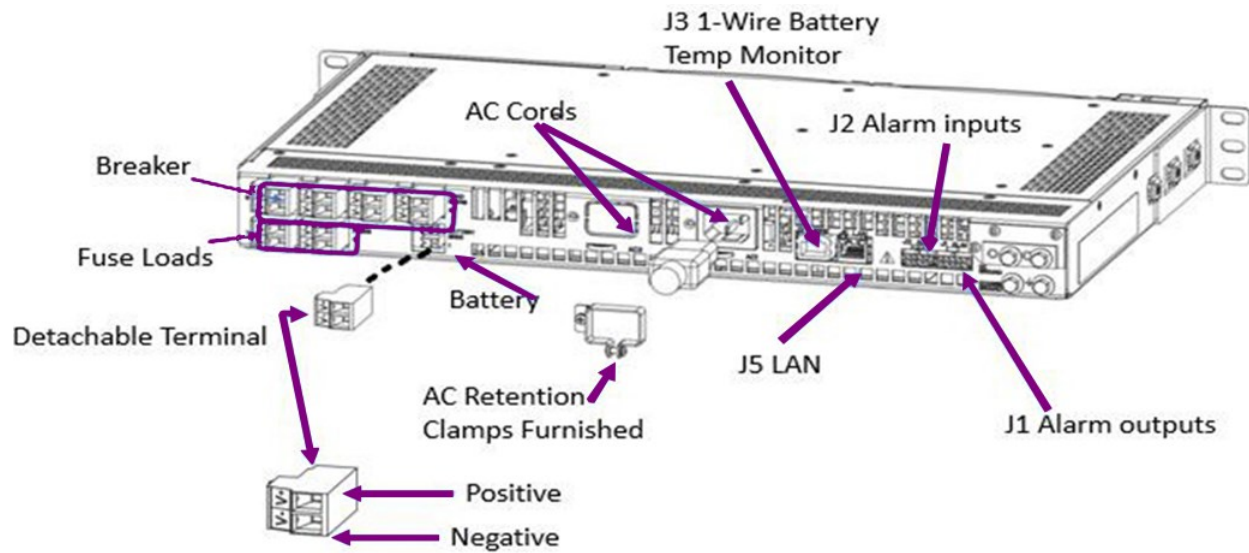 J3 1-Wire Battery
Temp Monitor
AC Cords
J2 Alarm inputs
Breaker
Fuse Loads
Battery
Detachable Terminal
J5 LAN
AC Retention
Clamps Furnished
J1 Alarm outputs
V+
Positive
V-
Negative